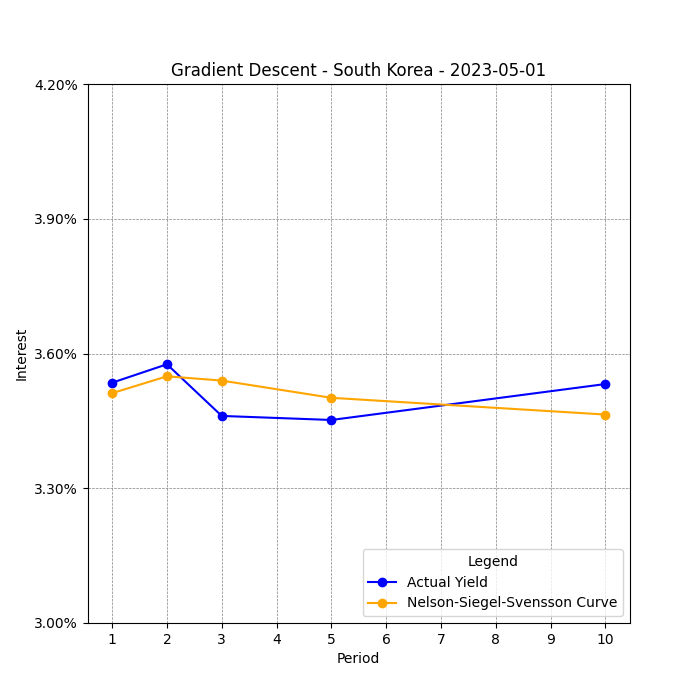 Gradient Descent - South Korea - 2023-05-01
4.20%
3.90%
3.60%
3.30%
3.00%
Interest
1 2 3 4 5 6 7 8 9 10
Period
Legend
Actual Yield
Nelson-Siegel-Svensson Curve